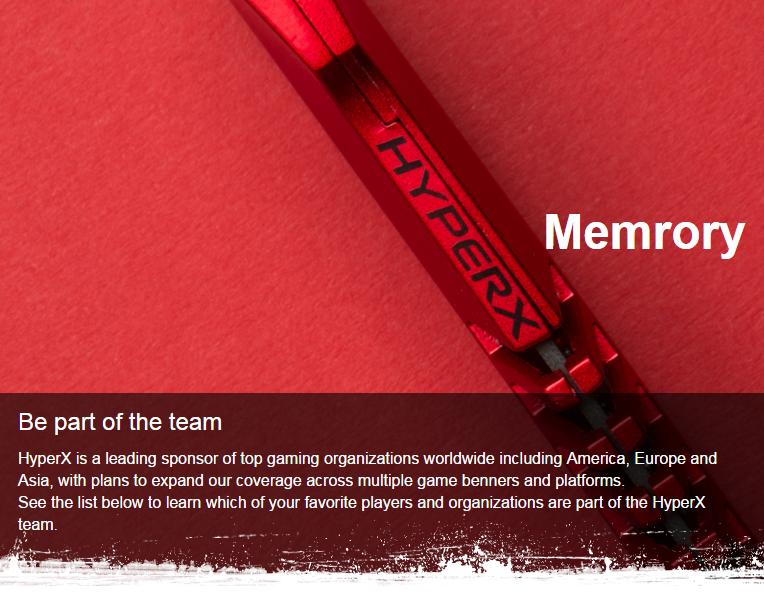 HYPERX
Memrory
Be part of the team
HyperX is a leading sponsor of top gaming organizations worldwide including America, Europe and
Asia, with plans to expand our coverage across multiple game benners and platforms.
See the list below to learn which of your favorite players and organizations are part of the HyperX
team.